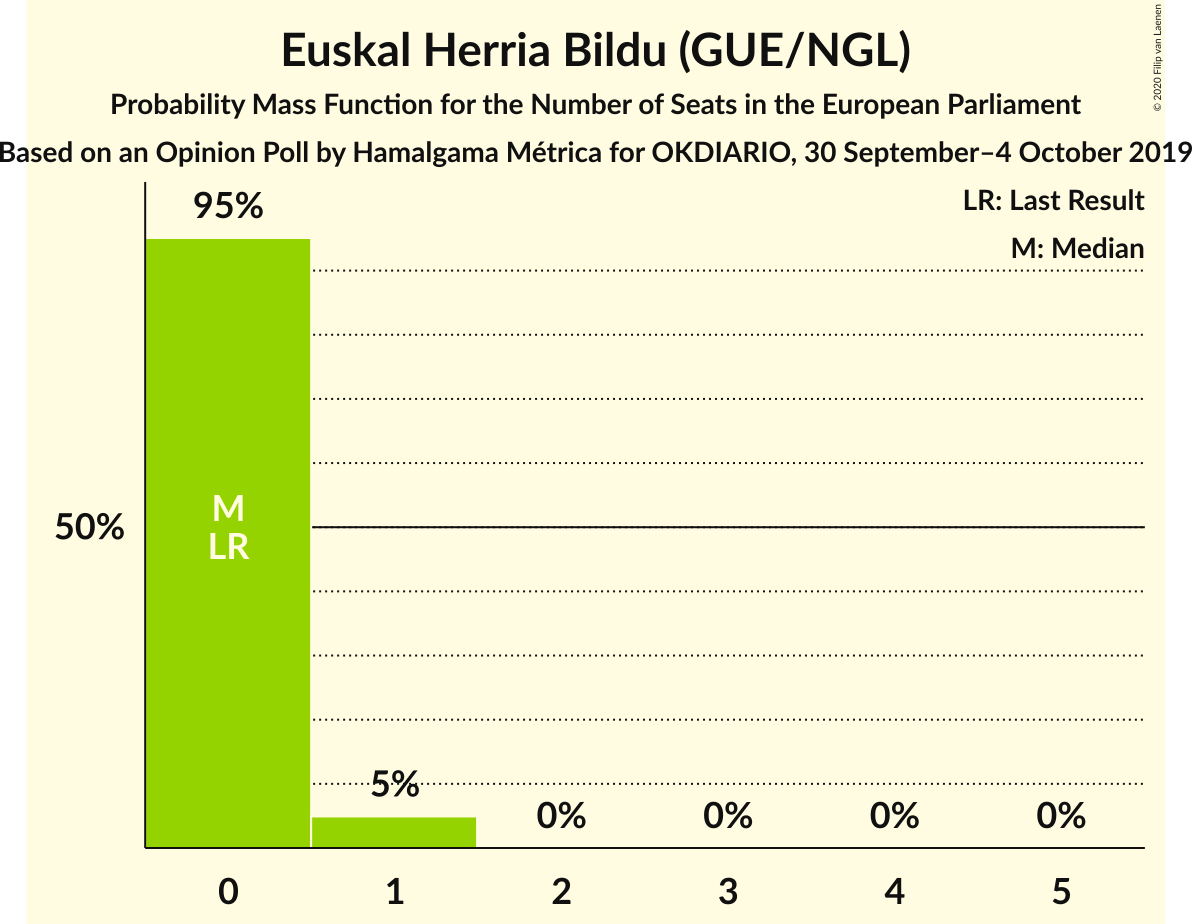 Euskal Herria Bildu (GUE/NGL)
Probability Mass Function for the Number of Seats in the European Parliament
Based on an Opinion Poll by Hamalgama Métrica for OKDIARIO, 30 September–4 October 2019
© 2020 Filip van Laenen
LR: Last Result
M: Median
95%
50%
M
LR
5%
0%
0%
0%
0%
0
1
2
3
4
5